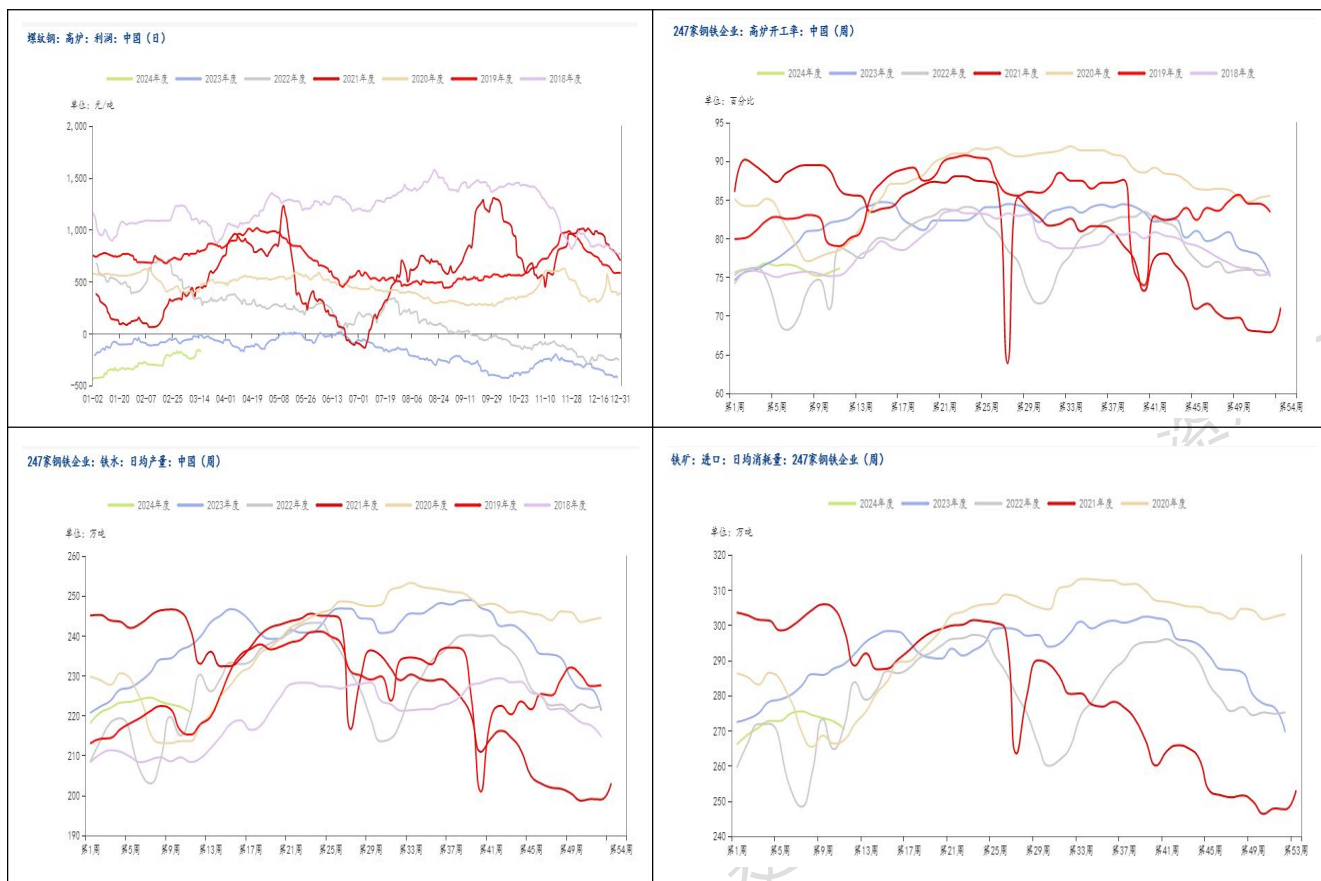 螺纹钢：高炉：利润：中国（日）
2024年度 2023年度 2022年度 2021年度 2020年度 2019年度 2018年度
单位：元/吨
2,000
1,500
1,000
500
0
-500
01-02 01-20 02-07 02-25 03-14 04-01 04-19 05-08 05-26 06-13 07-01 07-19 08-06 08-24 09-11 09-29 10-23 11-10 11-28 12-16 12-31
247家钢铁企业：高炉开工率：中国（周）
2024年度 2023年度 2022年度 2021年度 2020年度 2019年度 2018年度
单位：百分比
95
90
85
80
75
70
65
60
第1周 第5周 第9周 第13周 第17周 第21周 第25周 第29周 第33周 第37周 第41周 第45周 第49周 第54周
247家钢铁企业：铁水：日均产量：中国（周）
2024年度 2023年度 2022年度 2021年度 2020年度 2019年度 2018年度
单位：万吨
260
250
240
230
220
210
200
190
第1周 第5周 第9周 第13周 第17周 第21周 第25周 第29周 第33周 第37周 第41周 第45周 第49周 第54周
铁矿：进口：日均消耗量：247家钢铁企业（周）
2024年度 2023年度 2022年度 2021年度 2020年度
单位：万吨
320
310
300
290
280
270
260
250
240
第1周 第5周 第9周 第13周 第17周 第21周 第25周 第29周 第33周 第37周 第41周 第45周 第49周 第53周